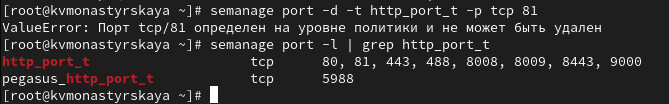 [root@kvmonastyrskaya ~]# semanage port -d -t http_port_t -p tcp 81
ValueError: Порт tcp/81 определен на уровне политики и не может быть удален
[root@kvmonastyrskaya ~]# semanage port -l | grep http_port_t
http_port_t                    tcp      80, 81, 443, 488, 8008, 8009, 8443, 9000
pegasus_http_port_t            tcp      5988
[root@kvmonastyrskaya ~]#